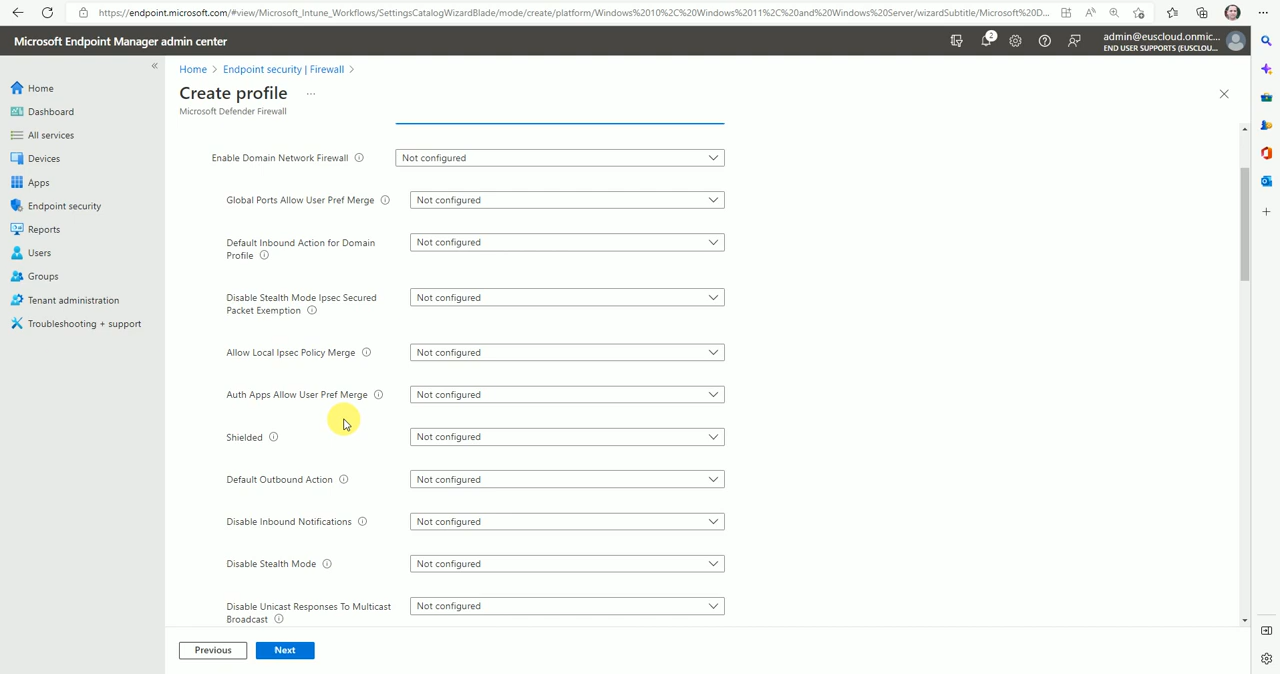 https://endpoint.microsoft.com/#view/Microsoft_Intune_Workflows/SettingsCatalogWizardBlade/mode/create/platform/Windows%2010%2C%20Windows%2011%2C%20and%20Windows%20Server/wizardSubtitle/Microsoft%20D...
Microsoft Endpoint Manager admin center
2
admin@euscloud.onmic...
END USER SUPPORTS (EUSCLOU...
Home
Dashboard
All services
Devices
Apps
Endpoint security
Reports
Users
Groups
Tenant administration
Troubleshooting + support
Home > Endpoint security | Firewall >
Create profile ...
Microsoft Defender Firewall
Enable Domain Network Firewall Not configured
Global Ports Allow User Pref Merge Not configured
Default Inbound Action for Domain Profile Not configured
Disable Stealth Mode Ipsec Secured Packet Exemption Not configured
Allow Local Ipsec Policy Merge Not configured
Auth Apps Allow User Pref Merge Not configured
Shielded Not configured
Default Outbound Action Not configured
Disable Inbound Notifications Not configured
Disable Stealth Mode Not configured
Disable Unicast Responses To Multicast Broadcast Not configured
Previous
Next